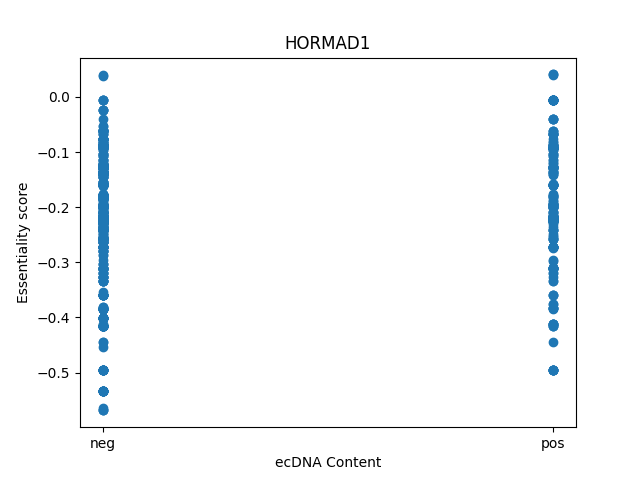 HORMAD1
0.0
−0.1
−0.2
−0.3
−0.4
−0.5
Essentiality score
neg
pos
ecDNA Content